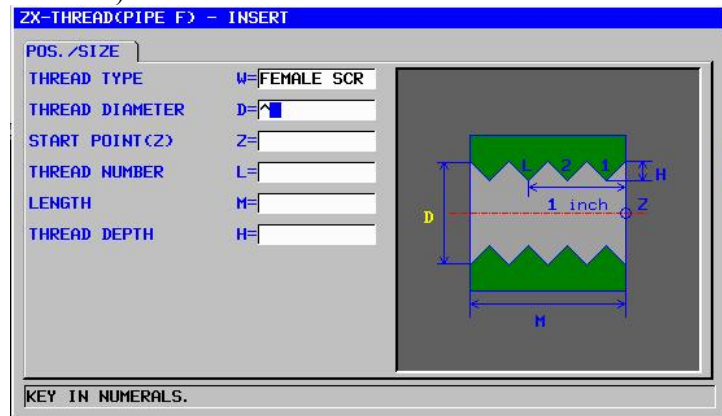 ZX-THREAD(PIPE F) - INSERT
POS./SIZE
THREAD TYPE W=FEMALE SCR
THREAD DIAMETER D=^
START POINT(Z) Z=
THREAD NUMBER L=
LENGTH M=
THREAD DEPTH H=
L 2 1 H
1 inch Z
D
M
KEY IN NUMERALS.